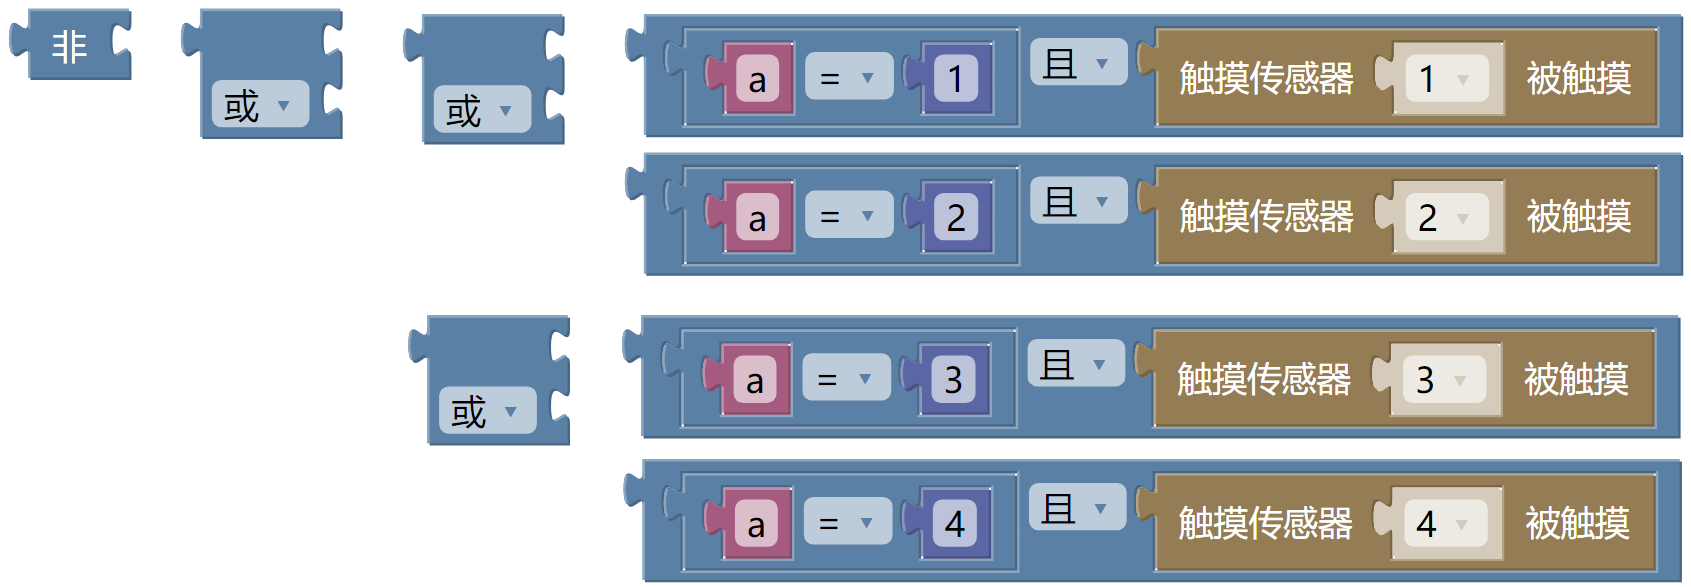 非
或
或
a = 1 且 触摸传感器 1 被触摸
a = 2 且 触摸传感器 2 被触摸
或
a = 3 且 触摸传感器 3 被触摸
a = 4 且 触摸传感器 4 被触摸